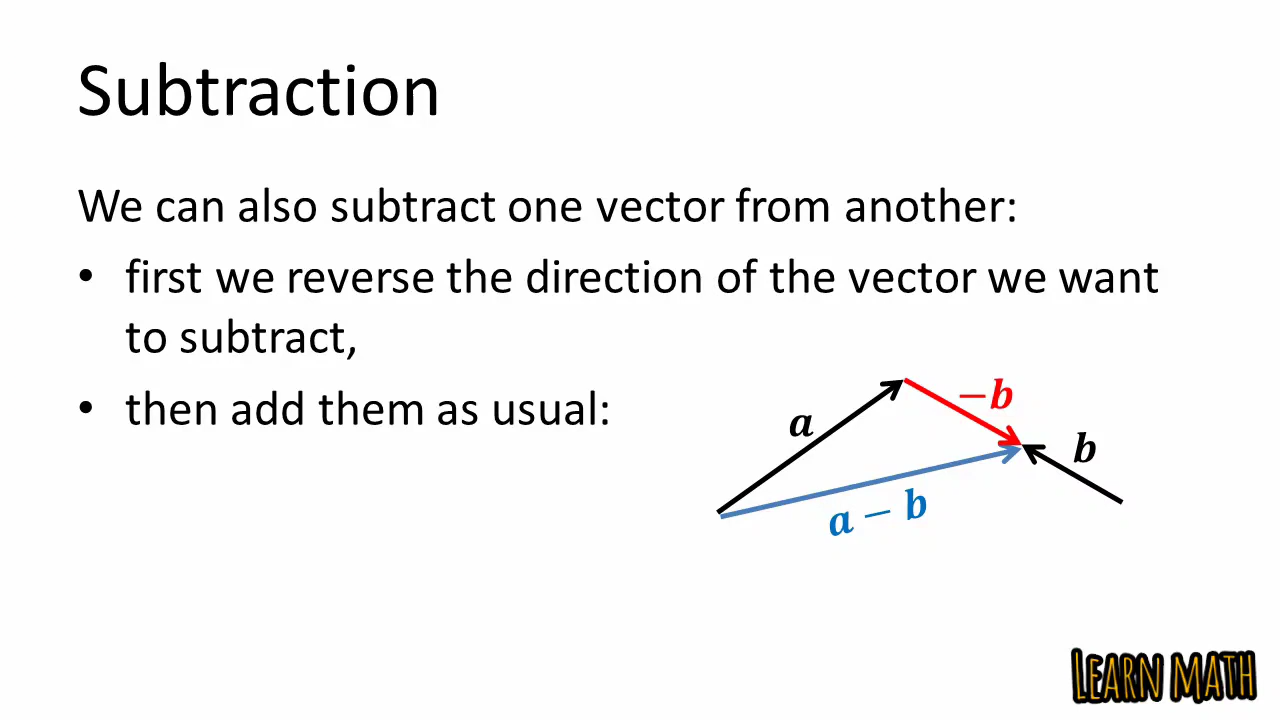 Subtraction
We can also subtract one vector from another:
• first we reverse the direction of the vector we want
to subtract,
• then add them as usual:
a
−b
b
a − b
LEARN MATH